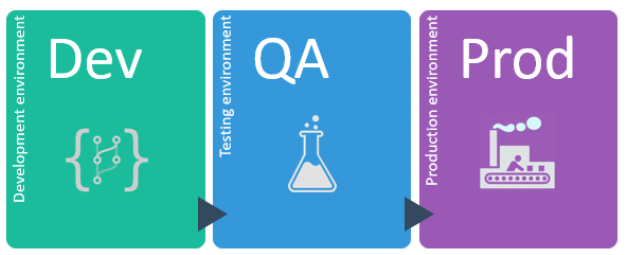 Development environment
Dev
Testing environment
QA
Production environment
Prod